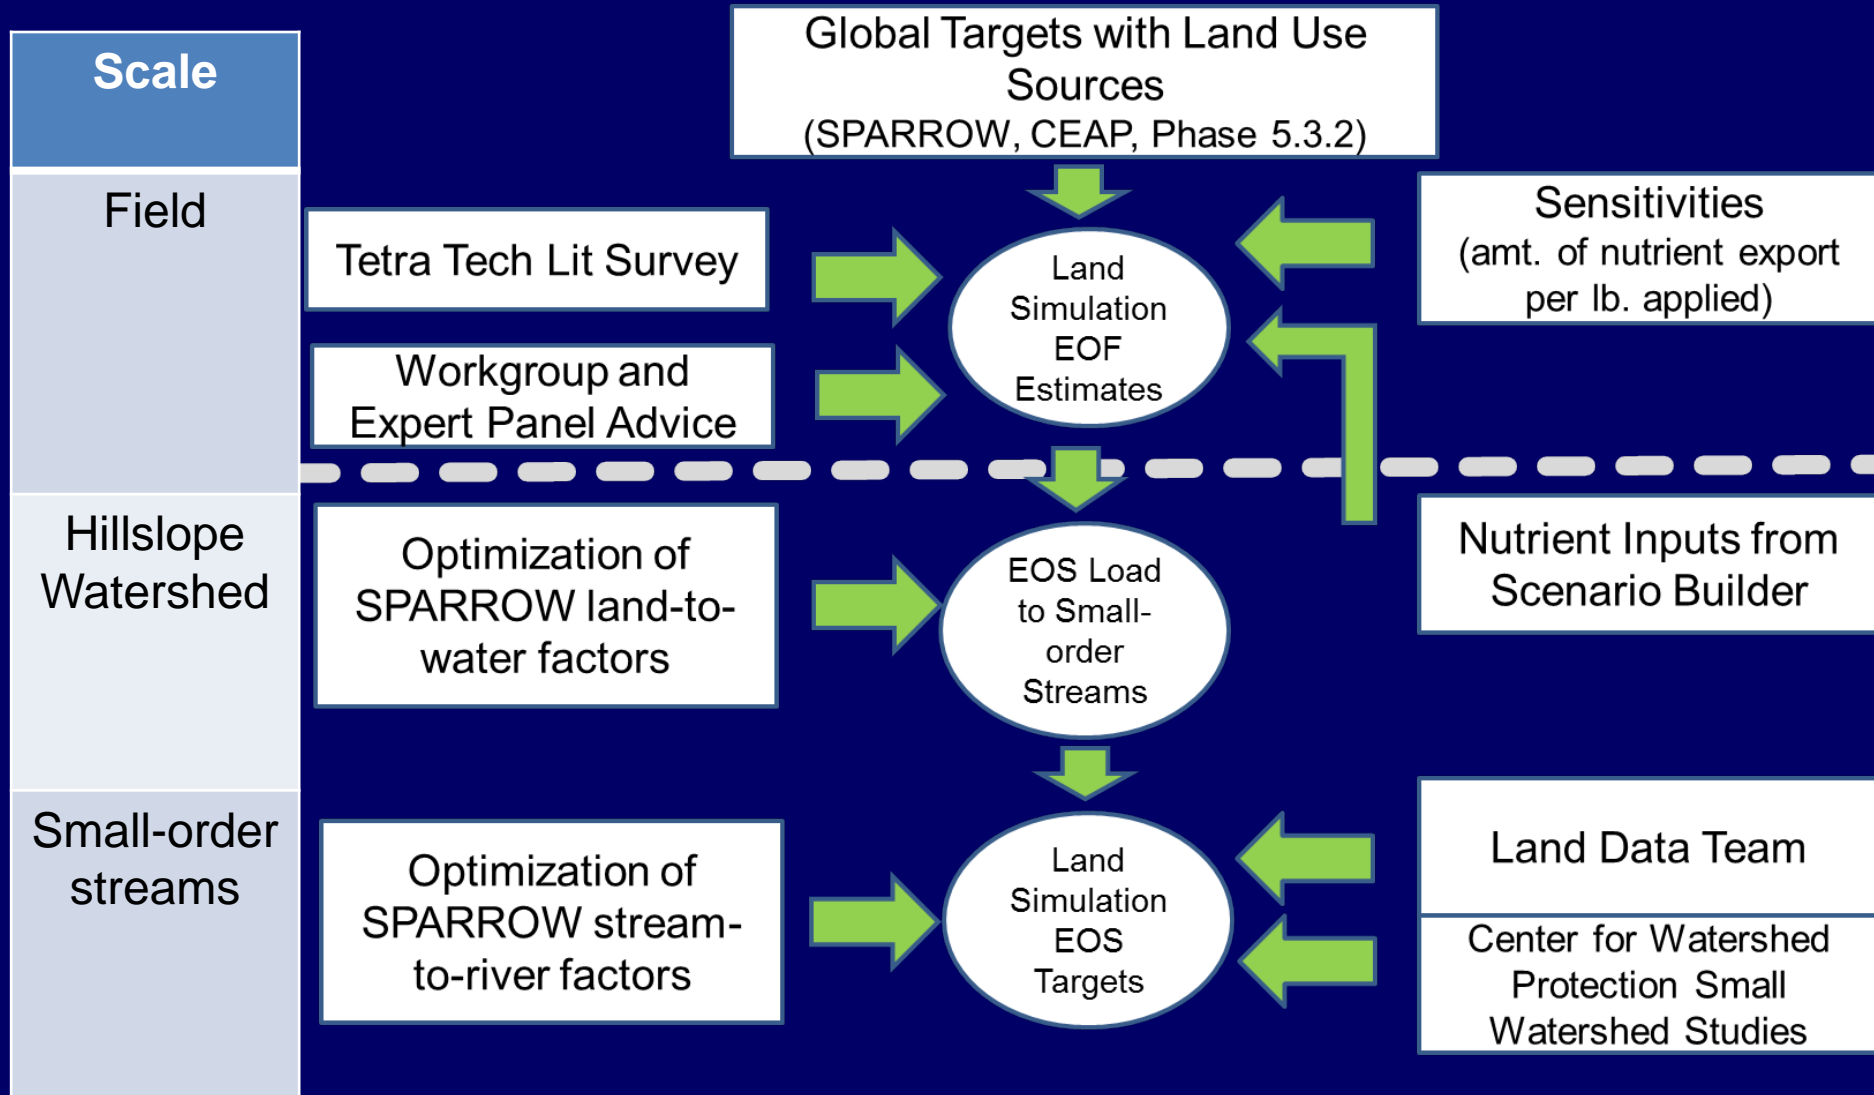 Scale
Global Targets with Land Use
Sources
(SPARROW, CEAP, Phase 5.3.2)
Field
Tetra Tech Lit Survey
Workgroup and
Expert Panel Advice
Land
Simulation
EOF
Estimates
Sensitivities
(amt. of nutrient export
per lb. applied)
Hillslope
Watershed
Optimization of
SPARROW land-to-
water factors
EOS Load
to Small-
order
Streams
Nutrient Inputs from
Scenario Builder
Small-order
streams
Optimization of
SPARROW stream-
to-river factors
Land
Simulation
EOS
Targets
Land Data Team
Center for Watershed
Protection Small
Watershed Studies